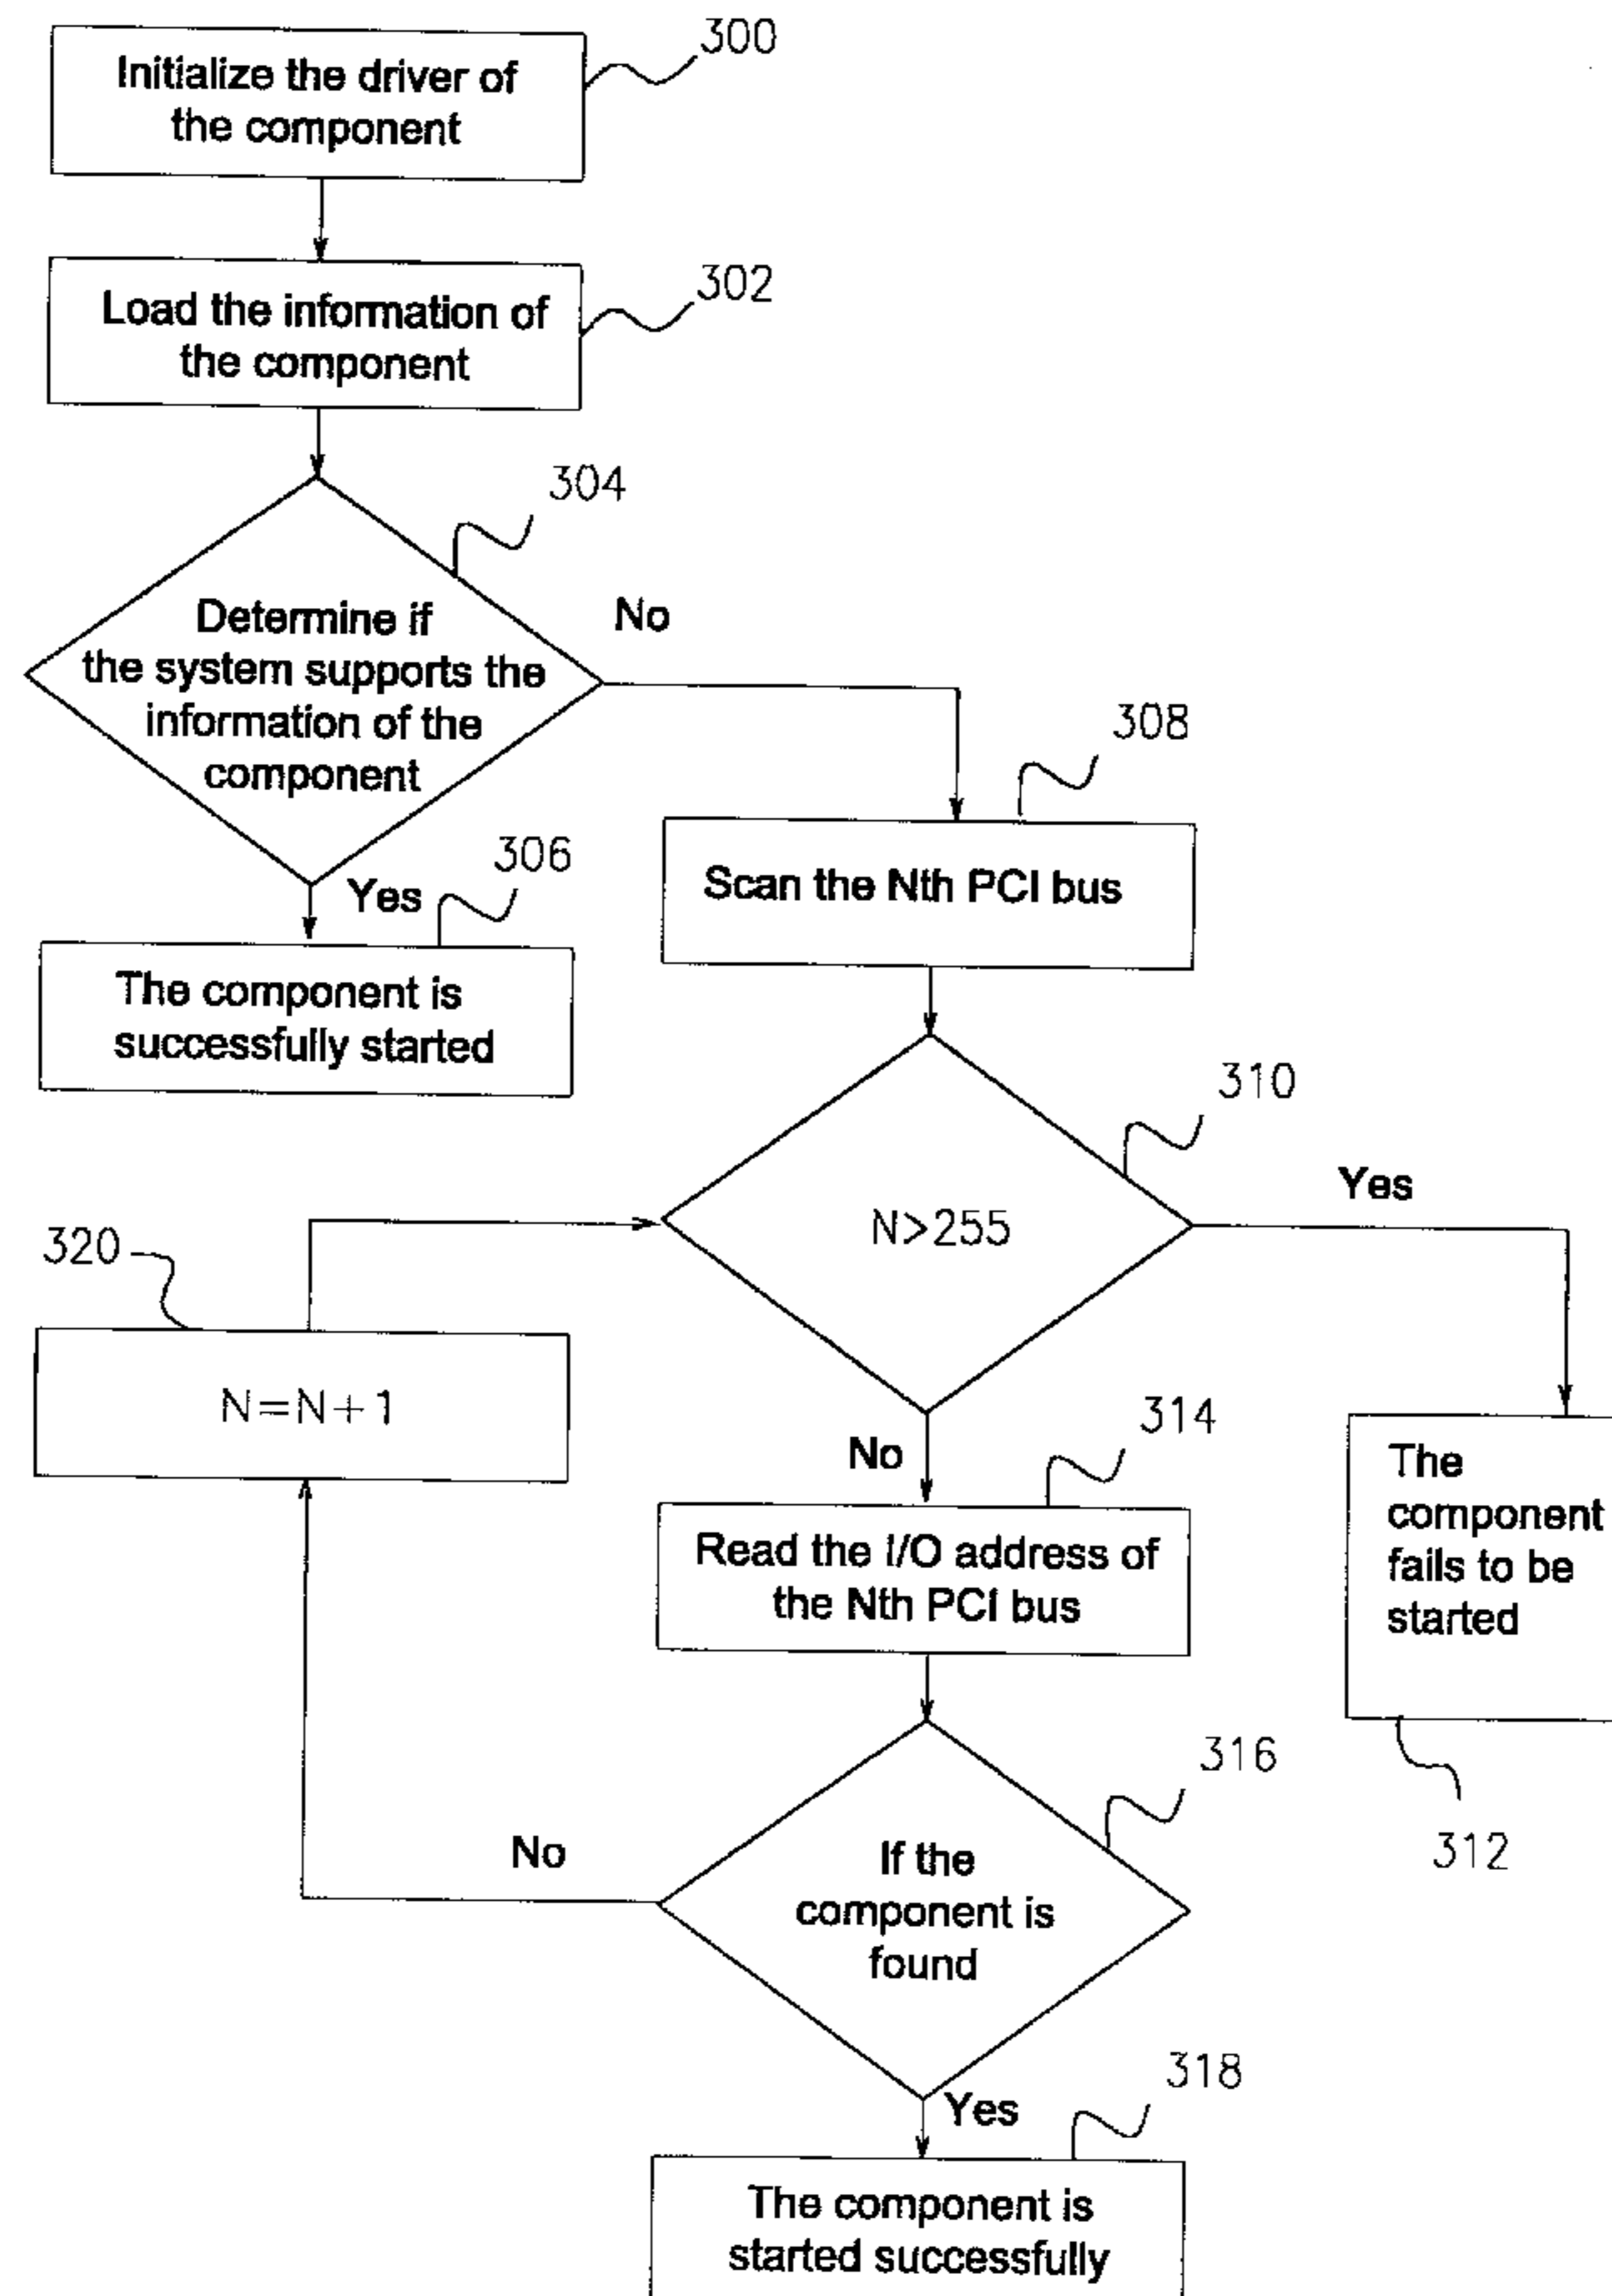 300
Initialize the driver of
the component
302
Load the information of
the component
304
Determine if
the system supports the
information of the
component
No
308
Yes
306
Scan the Nth PCI bus
The component is
successfully started
310
N>255
Yes
320
N=N+1
No
314
The
component
fails to be
started
Read the I/O address of
the Nth PCI bus
316
312
No
If the
component is
found
Yes
318
The component is
started successfully